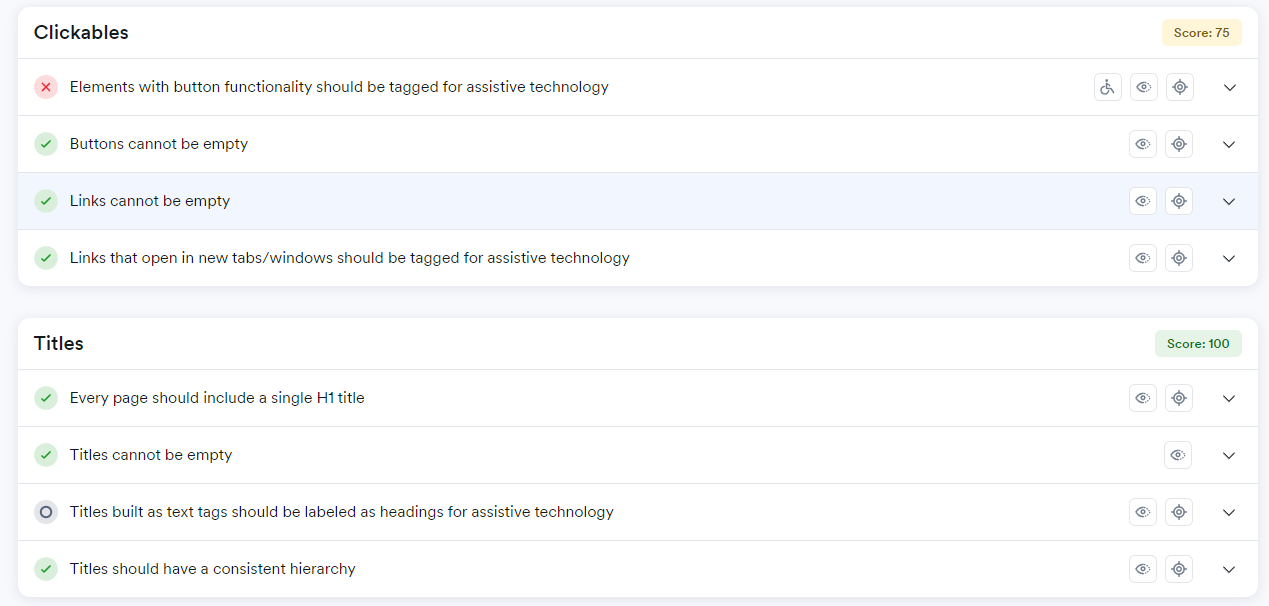 Clickables
Score: 75
Elements with button functionality should be tagged for assistive technology
Buttons cannot be empty
Links cannot be empty
Links that open in new tabs/windows should be tagged for assistive technology
Titles
Score: 100
Every page should include a single H1 title
Titles cannot be empty
Titles built as text tags should be labeled as headings for assistive technology
Titles should have a consistent hierarchy